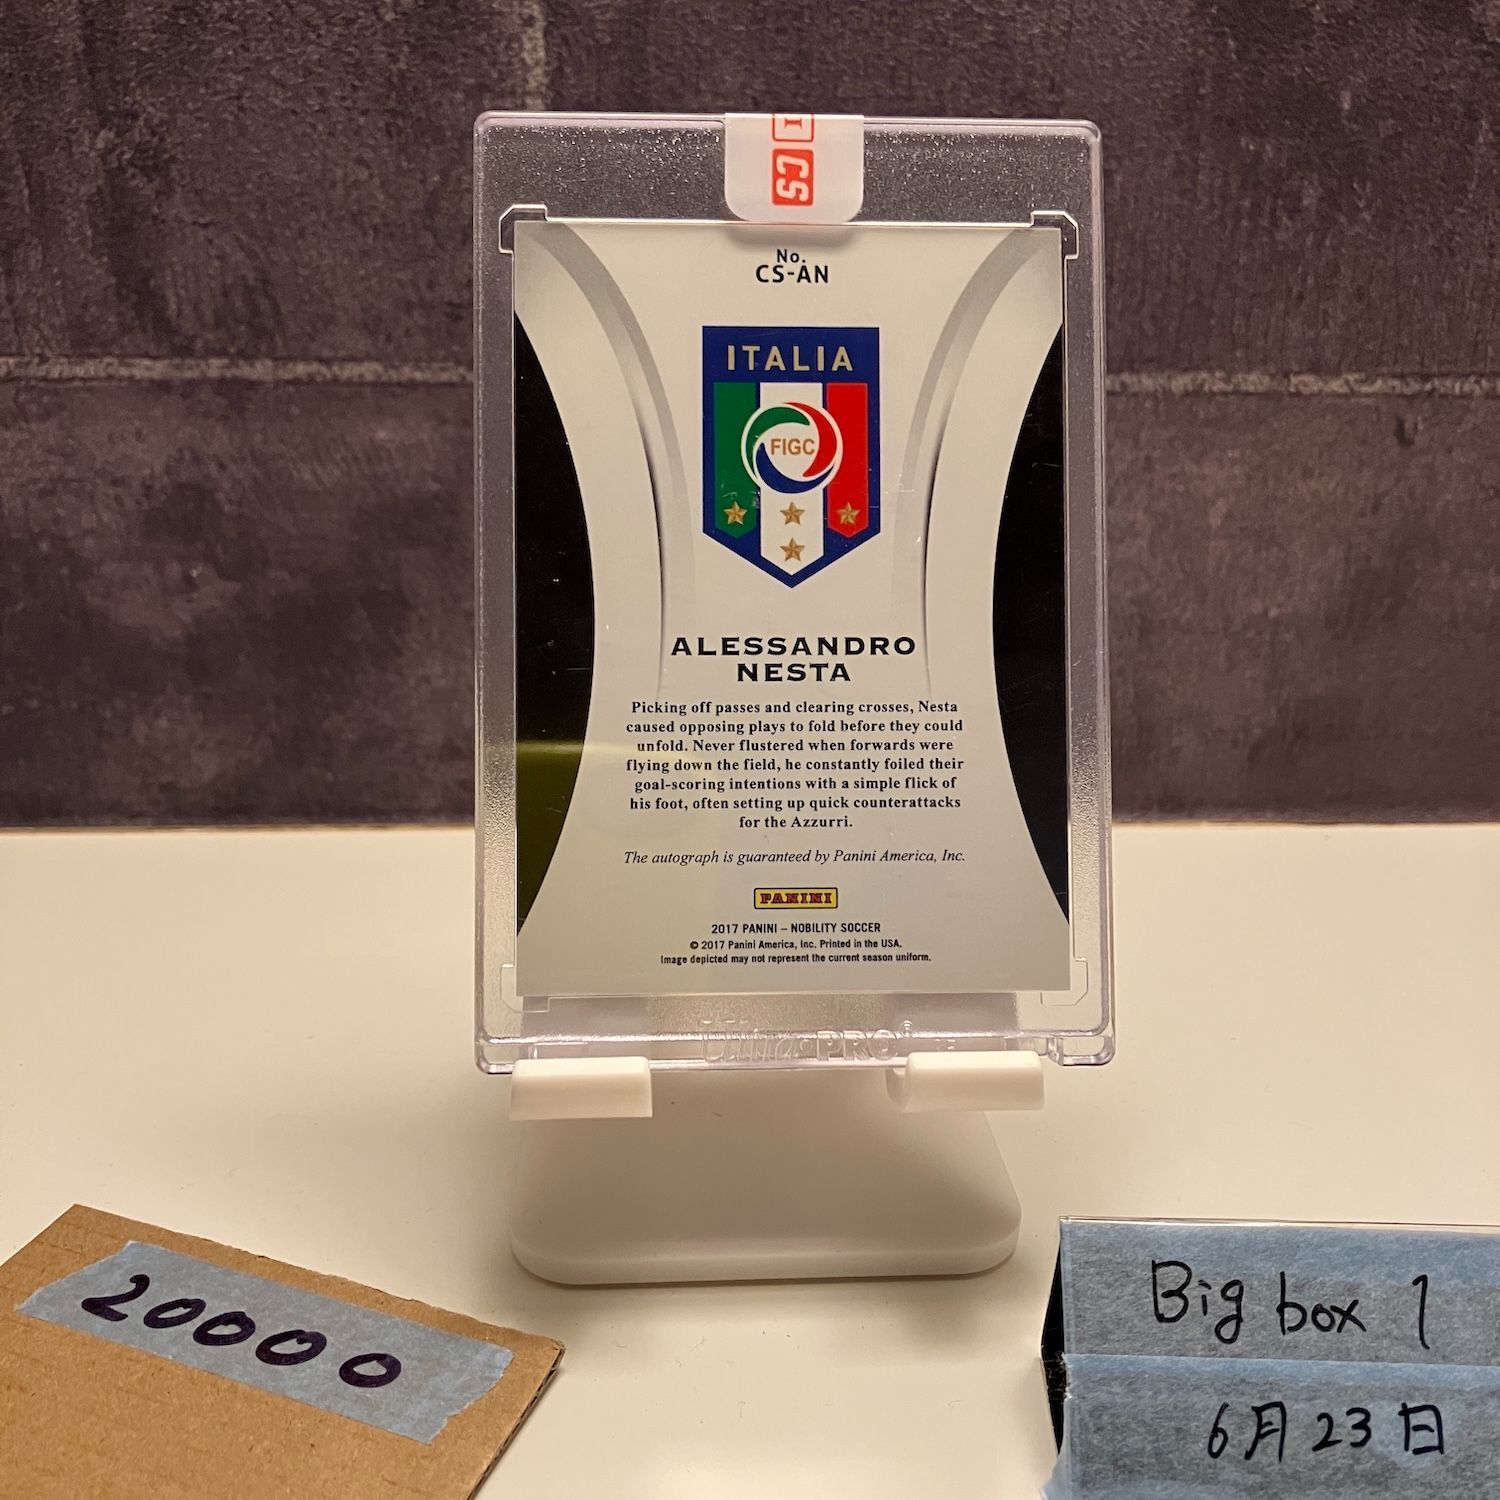 No.
CS-AN
ITALIA
FIGC
ALESSANDRO
NESTA
Picking off passes and clearing crosses, Nesta
caused opposing plays to fold before they could
unfold. Never flustered when forwards were
flying down the field, he constantly foiled their
goal-scoring intentions with a simple flick of
his foot, often setting up quick counterattacks
for the Azzurri.
The autograph is guaranteed by Panini America, Inc.
PANINI
2017 PANINI – NOBILITY SOCCER
© 2017 Panini America, Inc. Printed in the USA.
Image depicted may not represent the current season uniform.
Ultra-PRO®
20000
Big box 1
6月23日